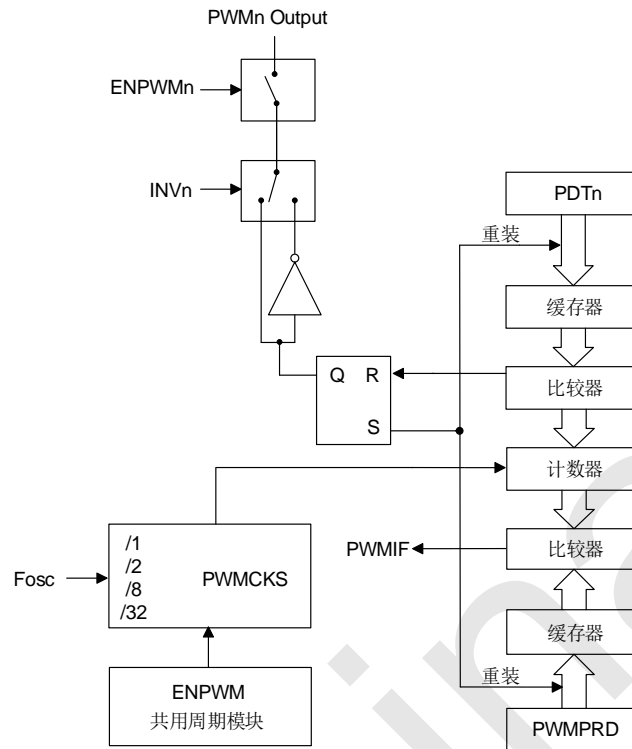 PWMn Output
ENPWMn
INVn
PDTn
重装
缓存器
Q R
比较器
S
计数器
/1
/2
/8
/32
Fosc
PWMCKS
PWMIF
比较器
缓存器
ENPWM
共用周期模块
重装
PWMPRD